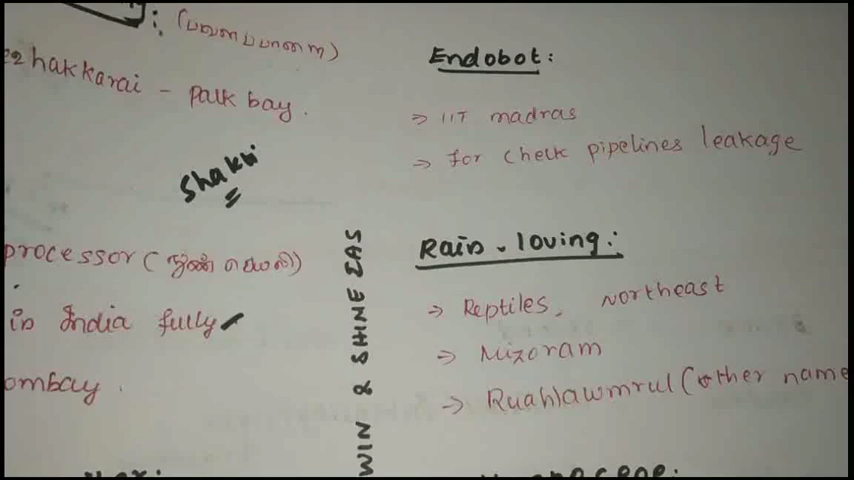 hakkarai - palk bay.
Shakti
processor (நுண் செயலி)
in India fully
ombay.
WIN & SHINE IAS
Endobot:
→ IIT madras
→ for check pipelines leakage
Rain - loving:
→ Reptiles, Northeast
→ Mizoram
→ Ruahlawmrul (other name